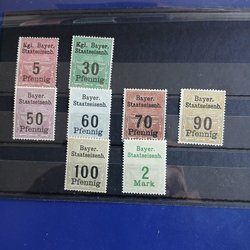 Kgl. Bayer. Staatseisenb. 5 Pfennig
Kgl. Bayer. Staatseisenb. 30 Pfennig
Bayer. Staatseisenb. 50 Pfennig
Bayer. Staatseisenb. 60 Pfennig
Bayer. Staatseisenb. 70 Pfennig
Bayer. Staatseisenb. 90 Pfennig
Bayer. Staatseisenb. 100 Pfennig
Bayer. Staatseisenb. 2 Mark